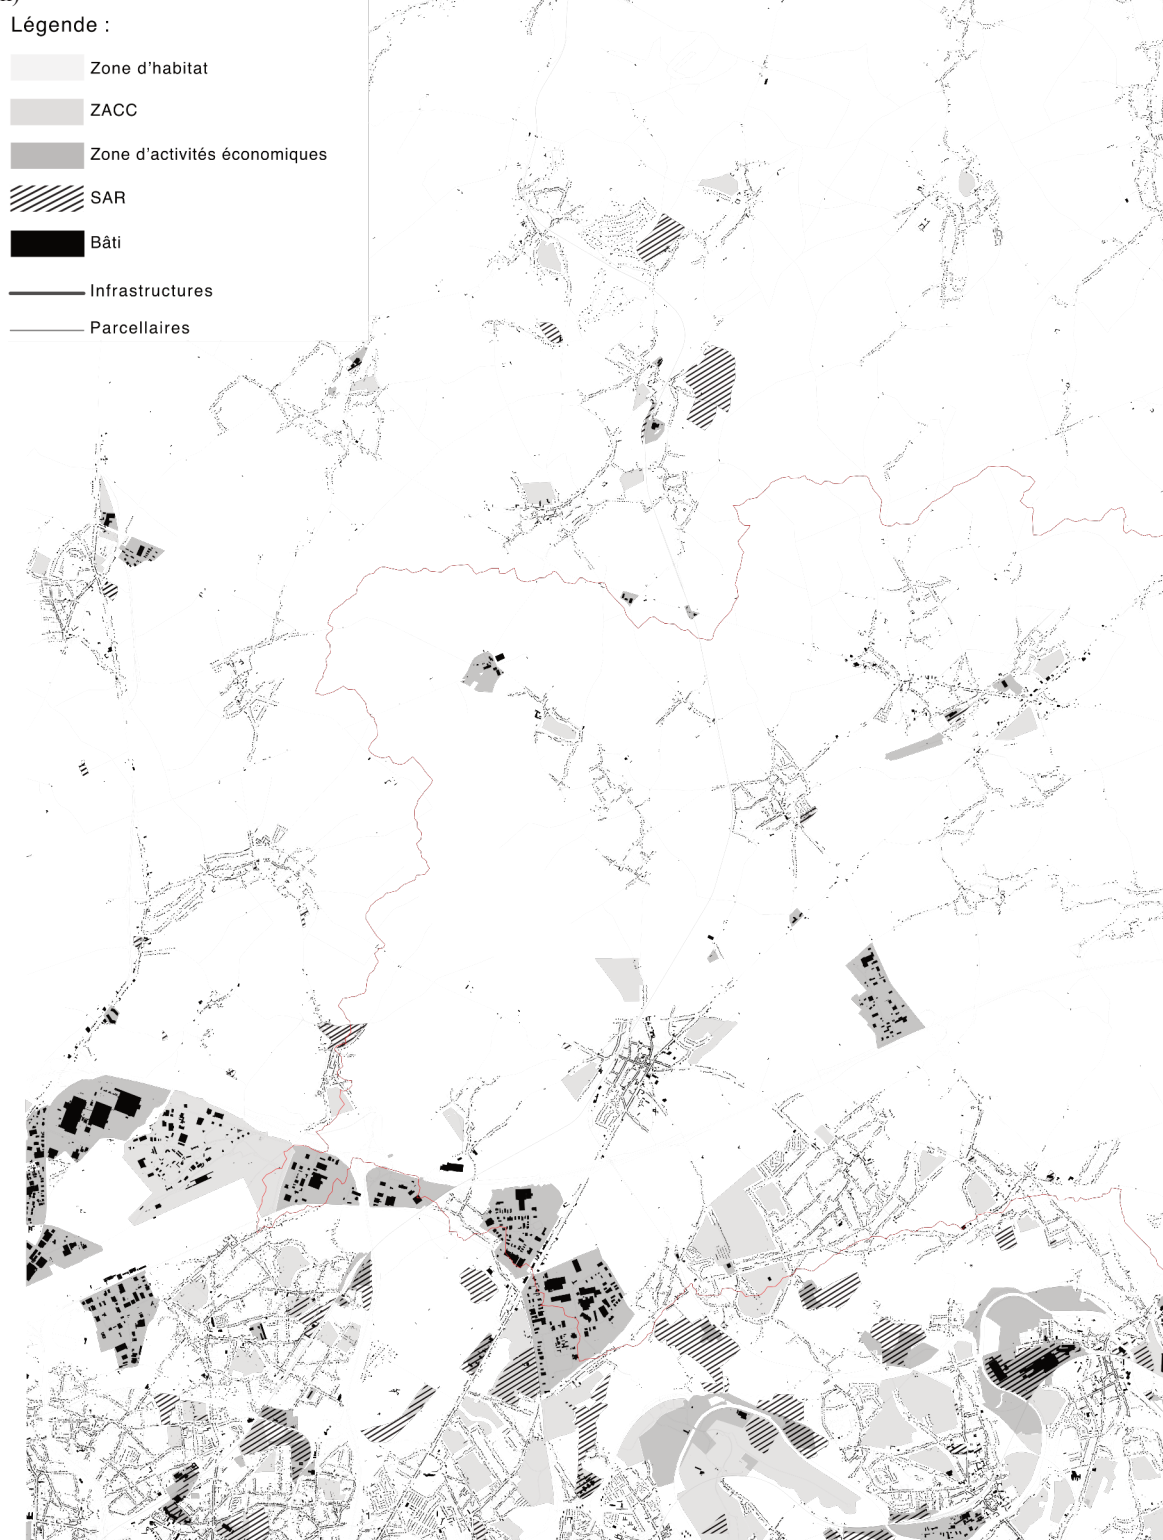 Légende :
Zone d'habitat
ZACC
Zone d'activités économiques
SAR
Bâti
Infrastructures
Parcellaires